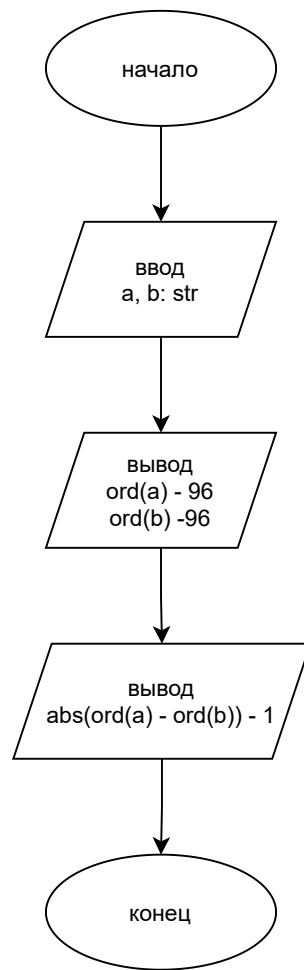 начало
ввод
a, b: str
вывод
ord(a) - 96
ord(b) -96
вывод
abs(ord(a) - ord(b)) - 1
конец